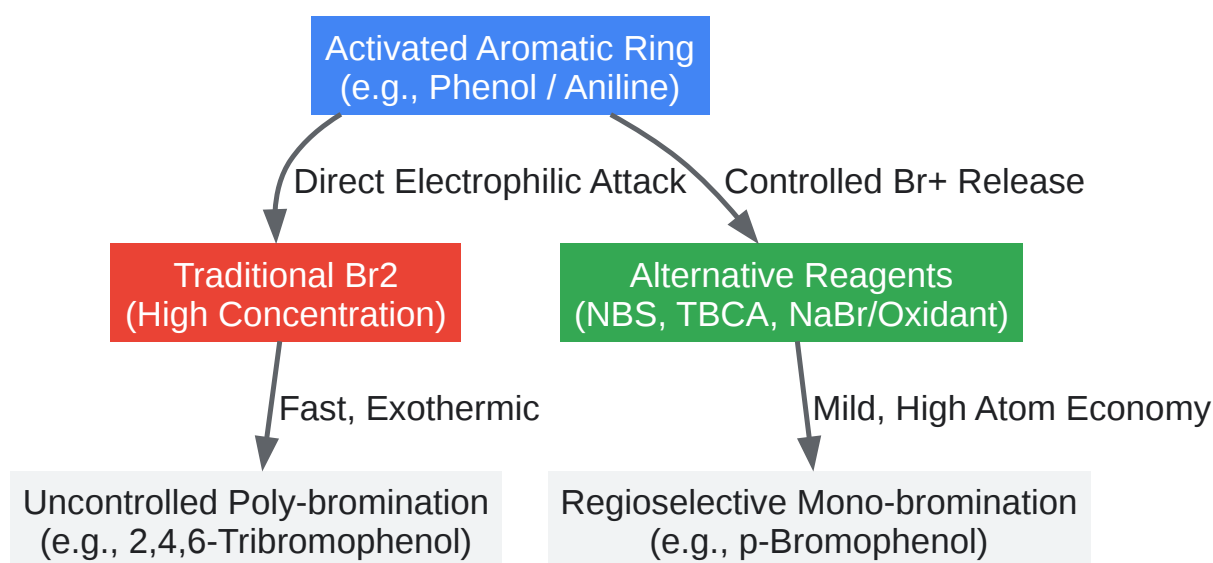 Activated Aromatic Ring
(e.g., Phenol / Aniline)
Direct Electrophilic Attack
Controlled Br+ Release
Traditional Br2
(High Concentration)
Alternative Reagents
(NBS, TBCA, NaBr/Oxidant)
Fast, Exothermic
Mild, High Atom Economy
Uncontrolled Poly-bromination
(e.g., 2,4,6-Tribromophenol)
Regioselective Mono-bromination
(e.g., p-Bromophenol)